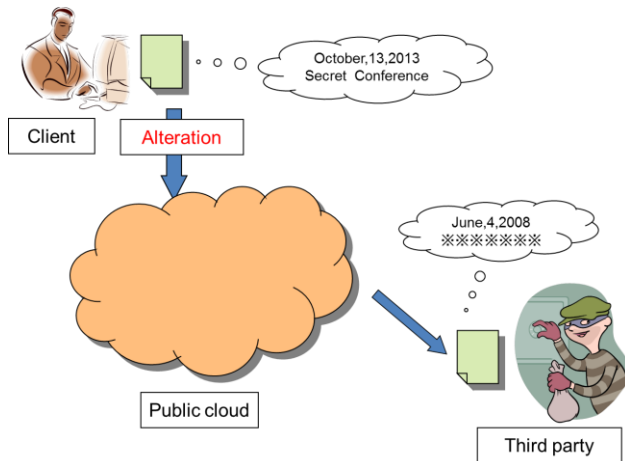 October,13,2013
Secret Conference
Client
Alteration
June,4,2008
※※※※※※※
Public cloud
Third party